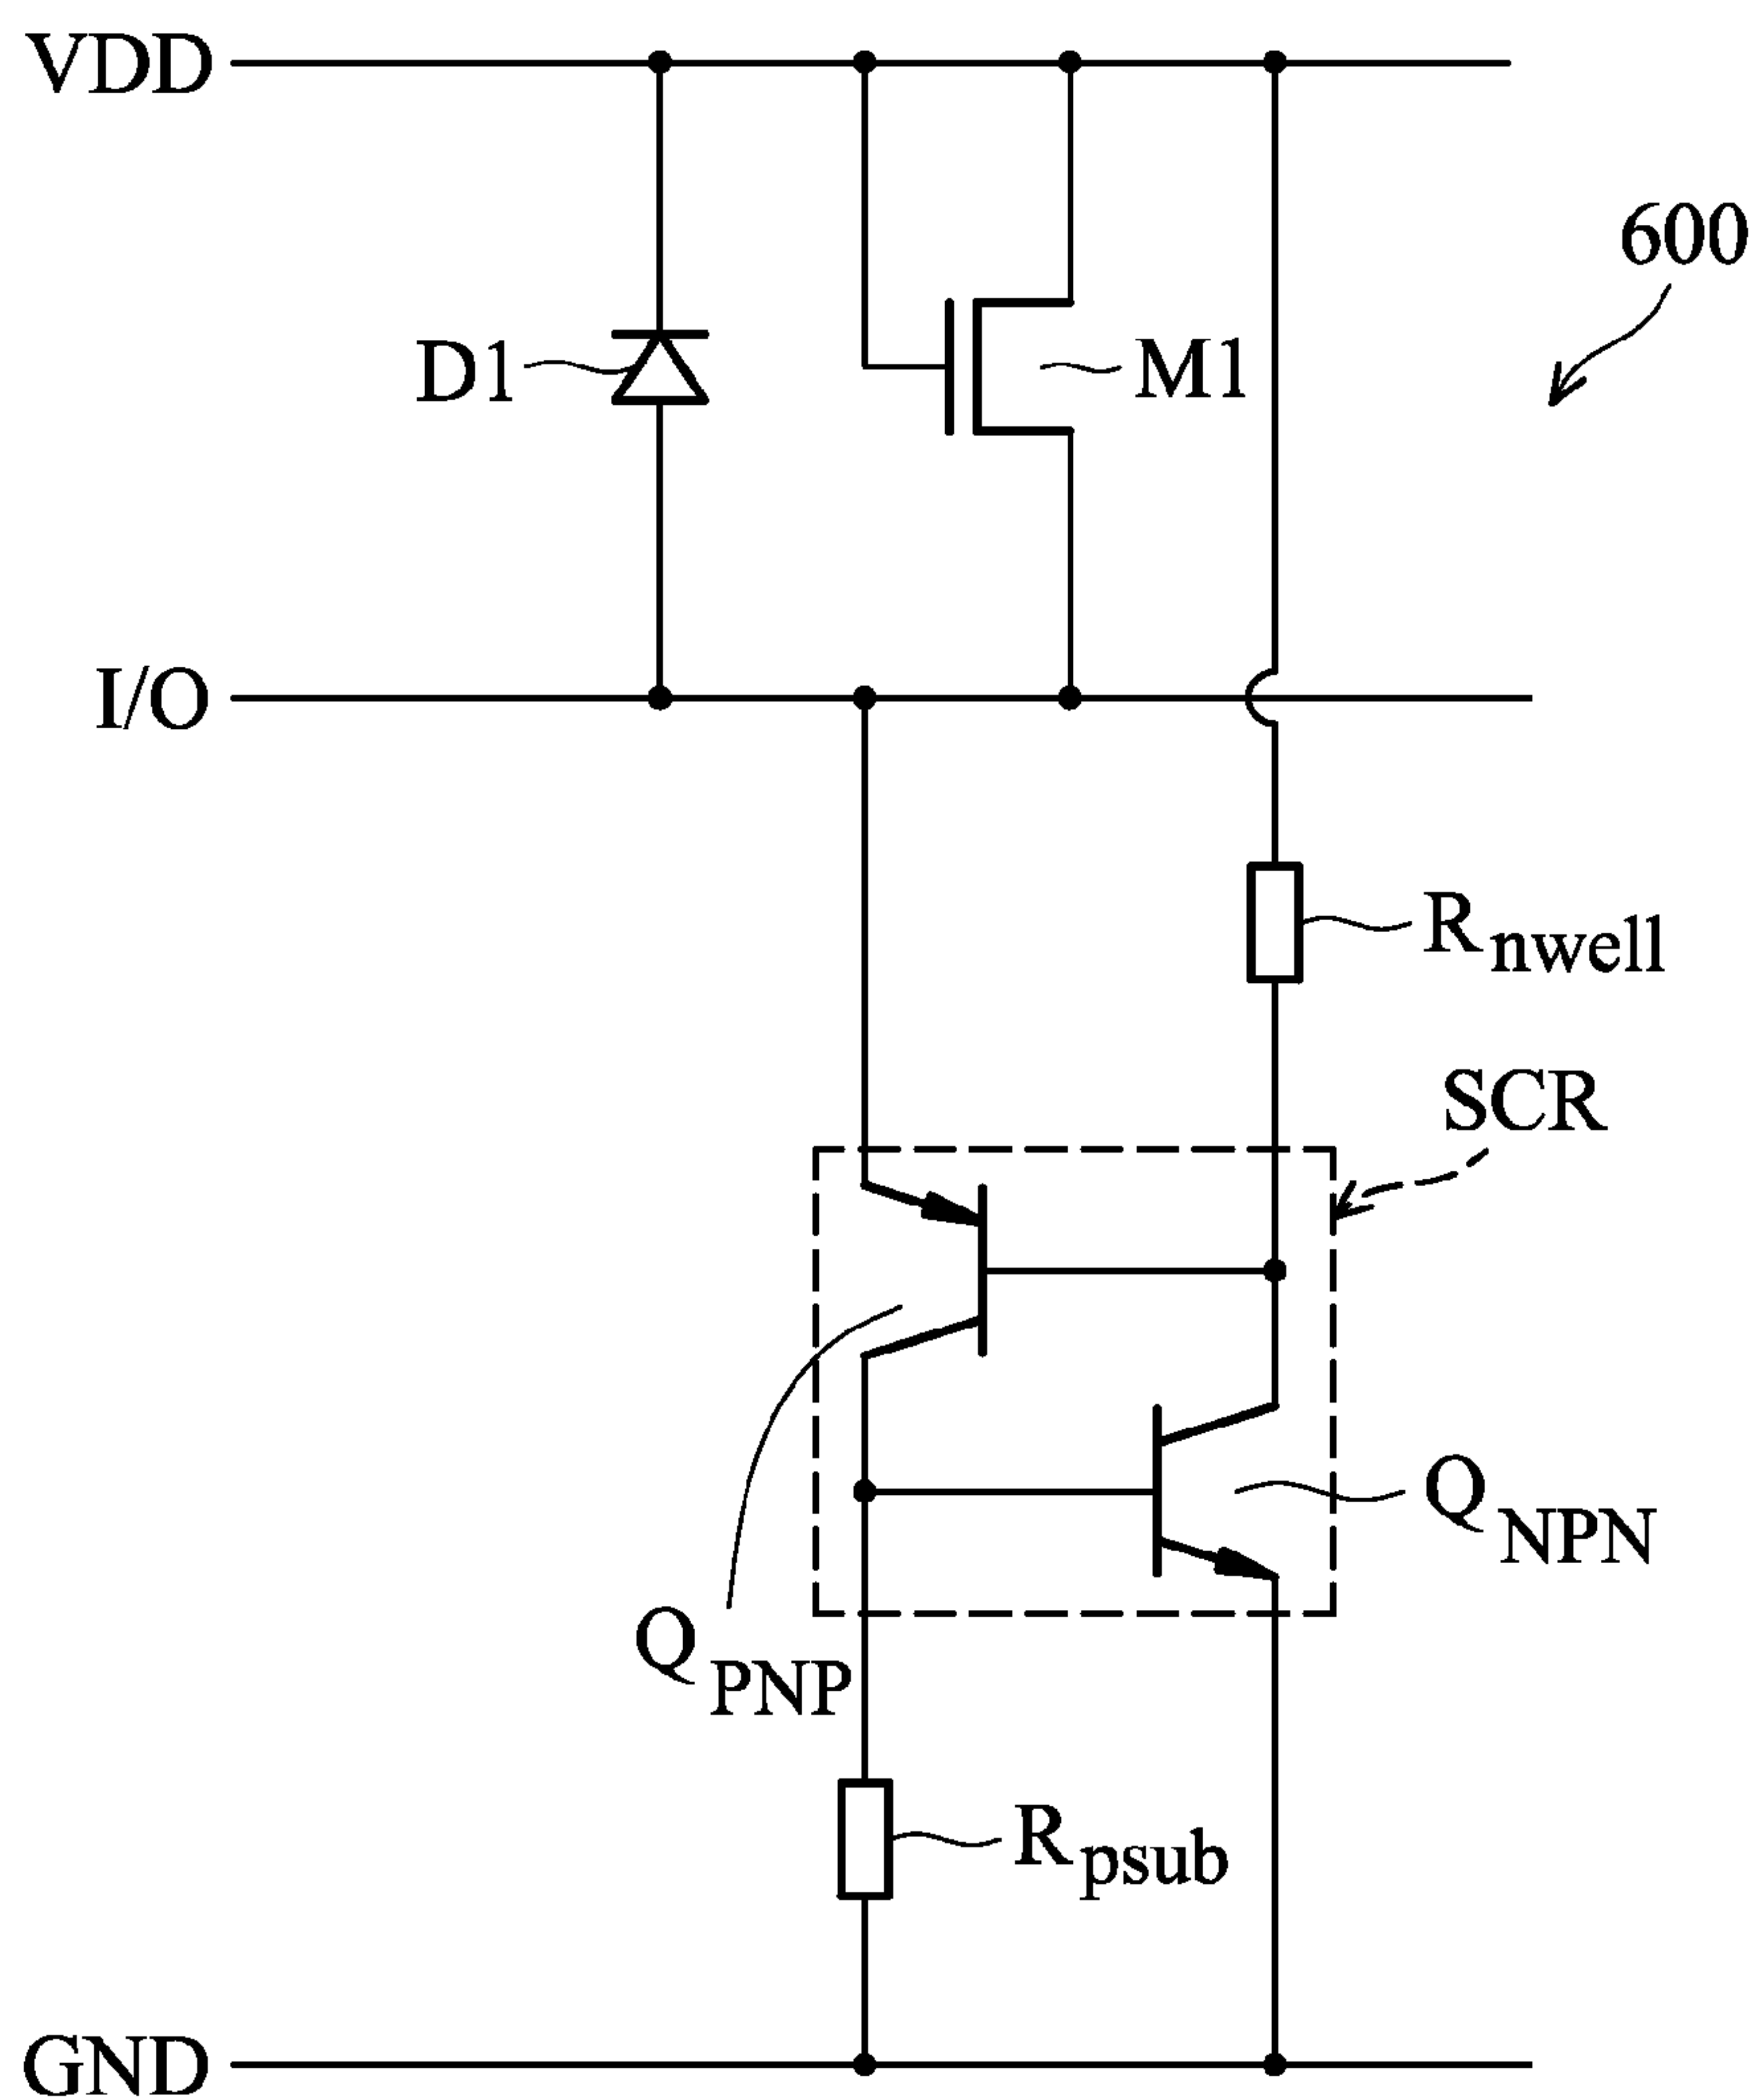 VDD
600
D1
M1
I/O
Rnwell
SCR
QNPN
QPNP
Rpsub
GND